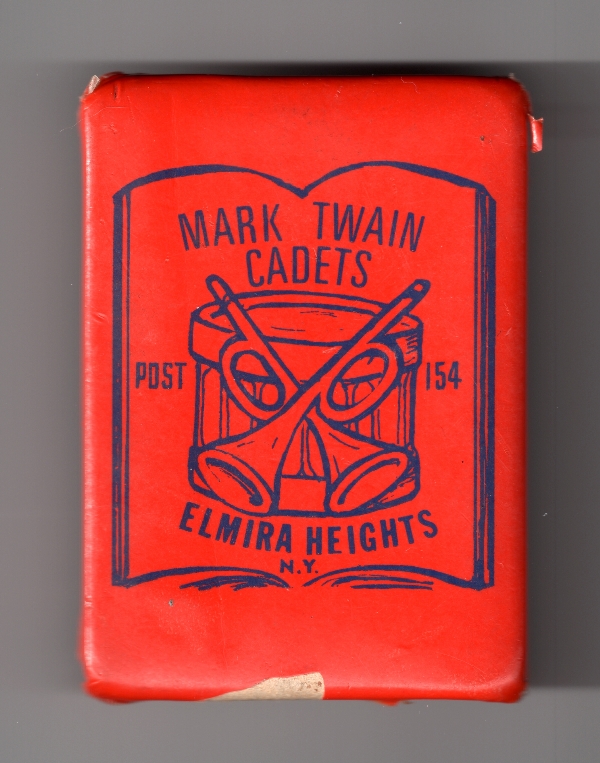 MARK TWAIN
CADETS
POST 154
ELMIRA HEIGHTS
N.Y.